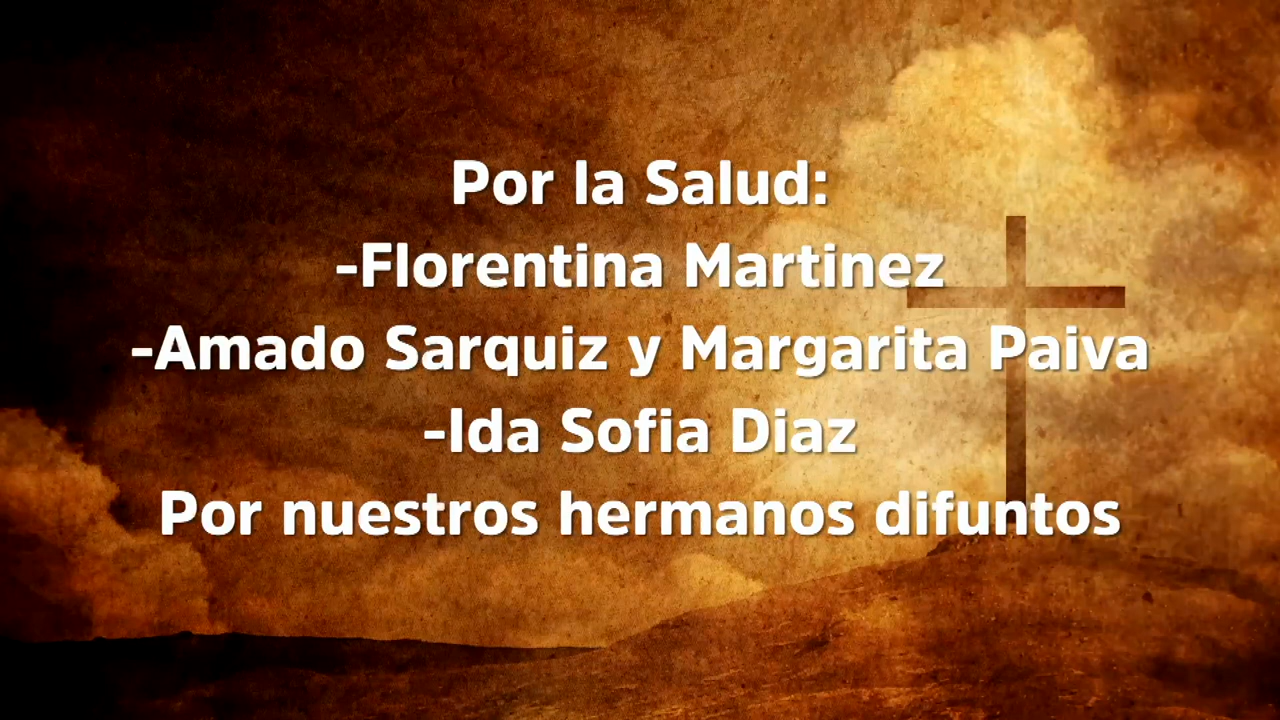 Por la Salud:
-Florentina Martinez
-Amado Sarquiz y Margarita Paiva
-Ida Sofia Diaz
Por nuestros hermanos difuntos